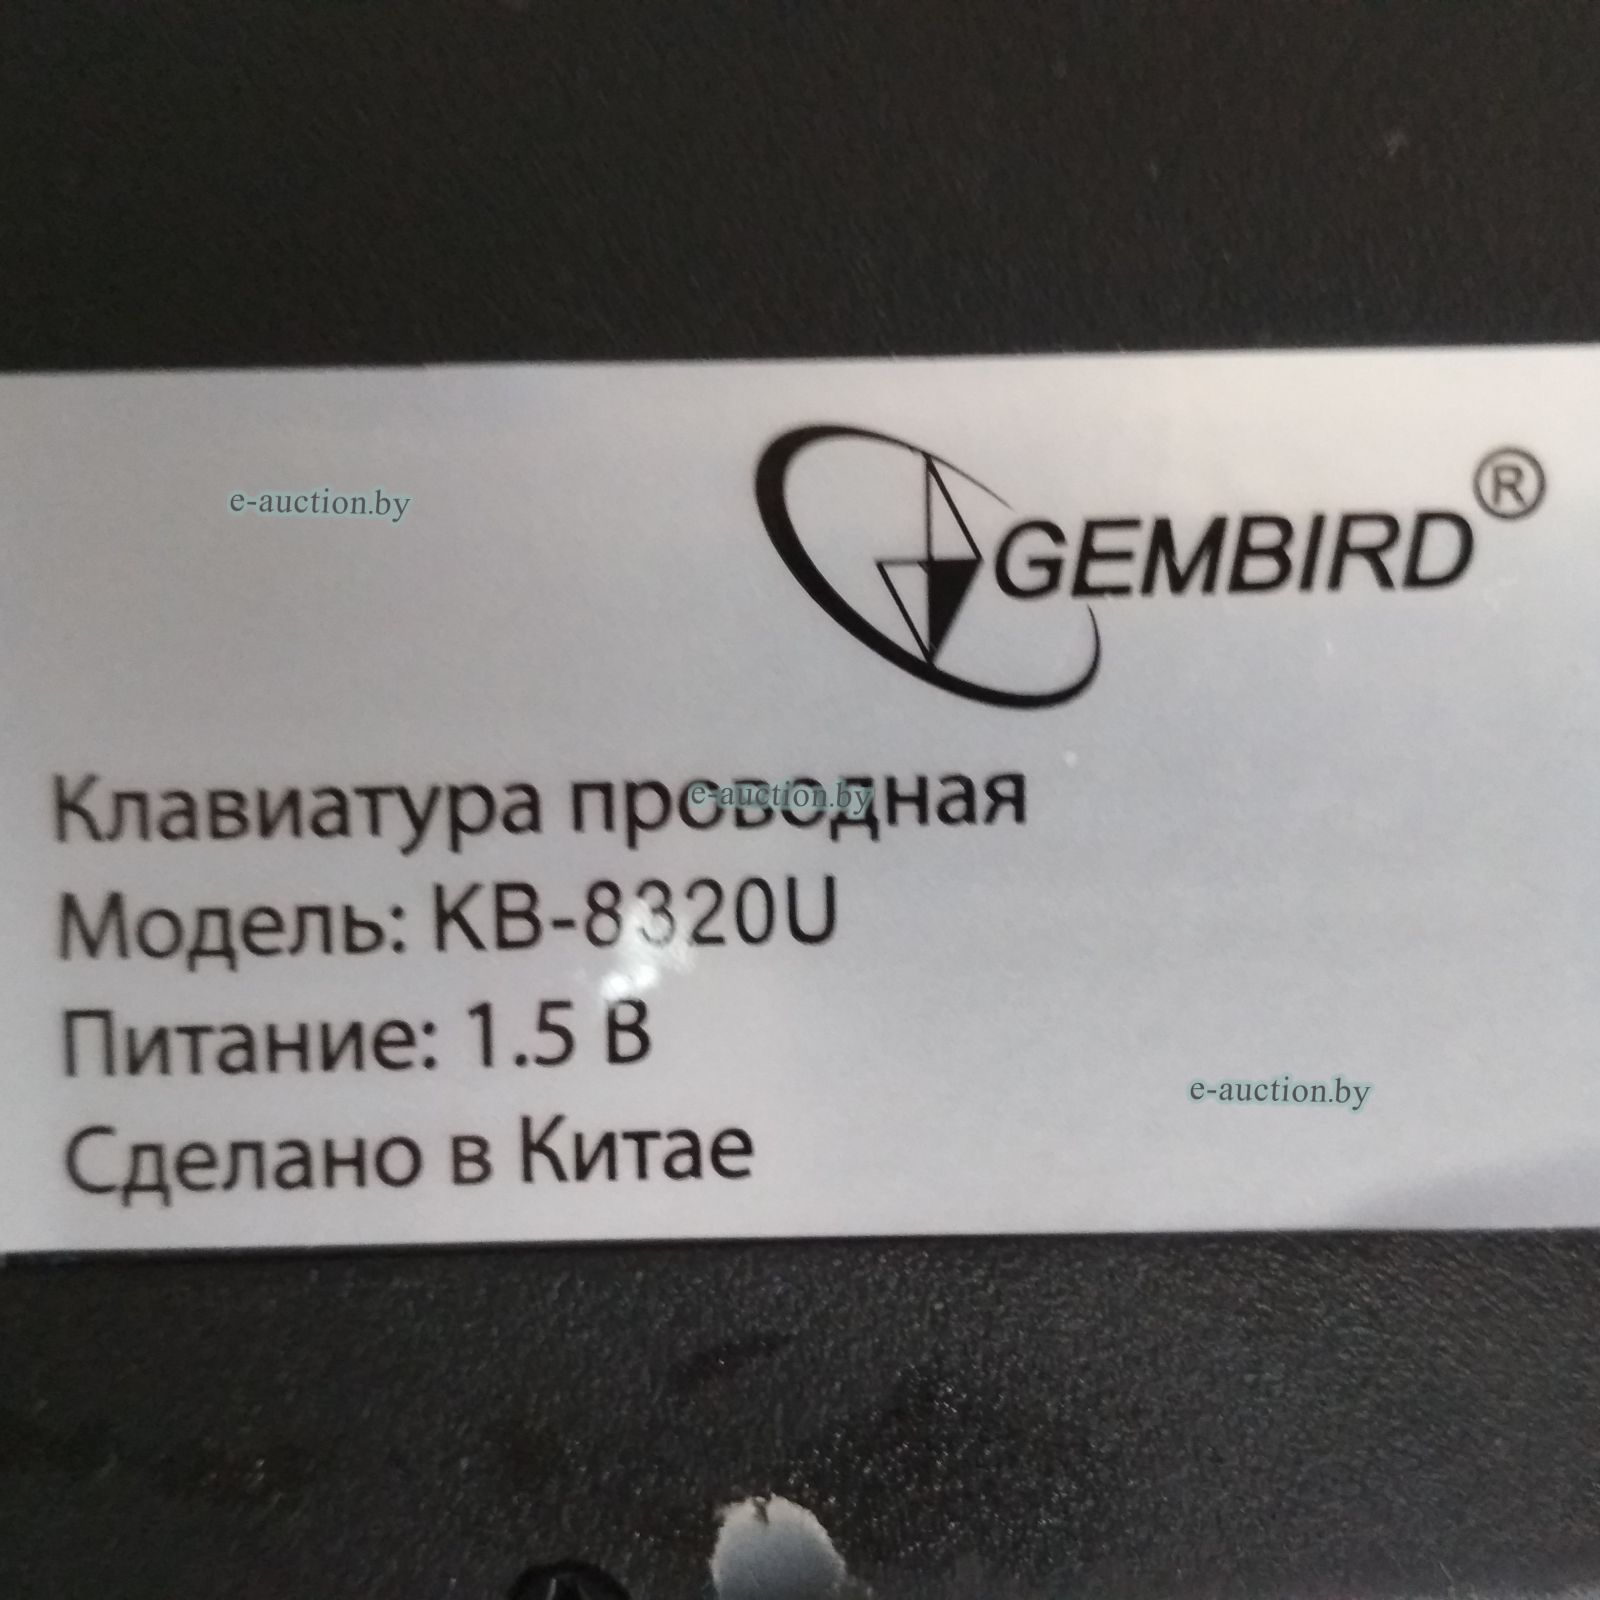 e-auction.by
GEMBIRD®
Клавиатура проводная
e-auction.by
Модель: KB-8320U
Питание: 1.5 В
e-auction.by
Сделано в Китае